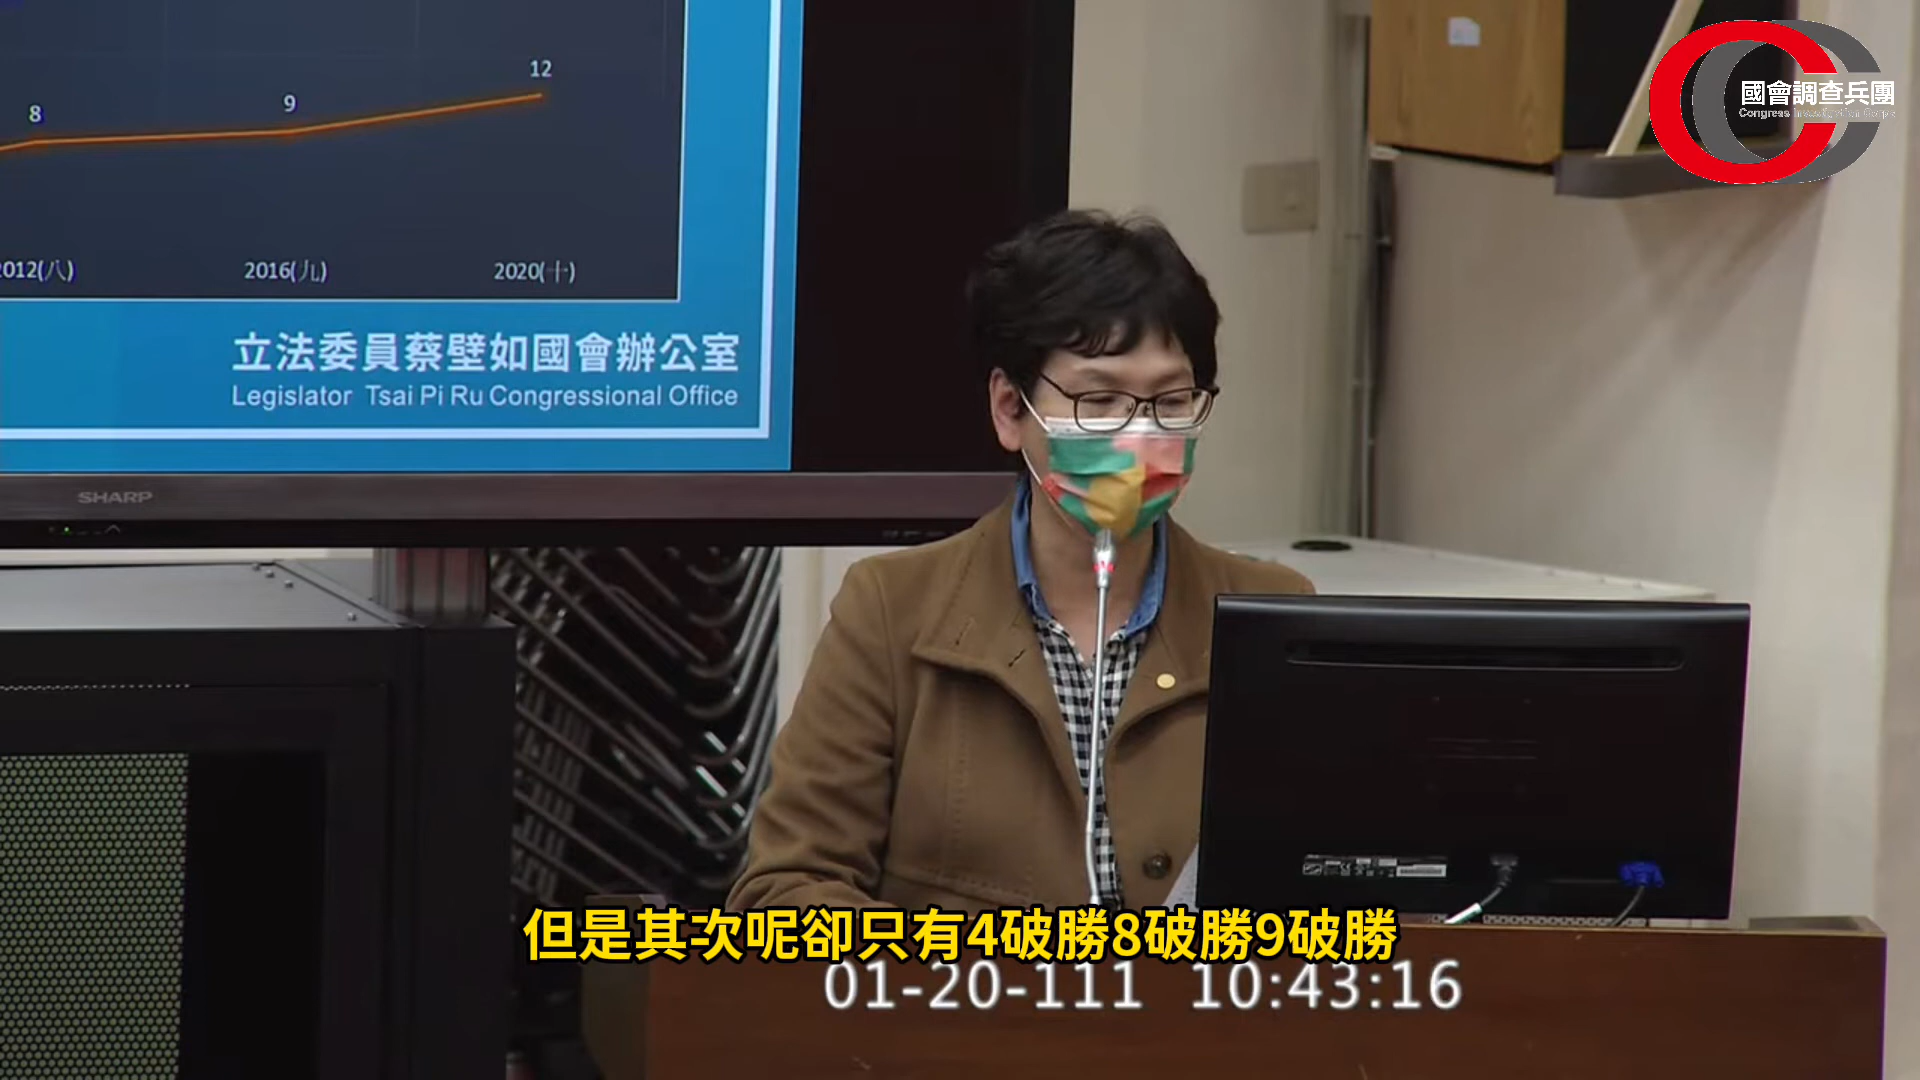 國會調查兵團
Congress Investigation Corps
12
9
8
2012(八)
2016(九)
2020(十)
立法委員蔡壁如國會辦公室
Legislator Tsai Pi Ru Congressional Office
SHARP
但是其次呢卻只有4破勝8破勝9破勝
01-20-111 10:43:16